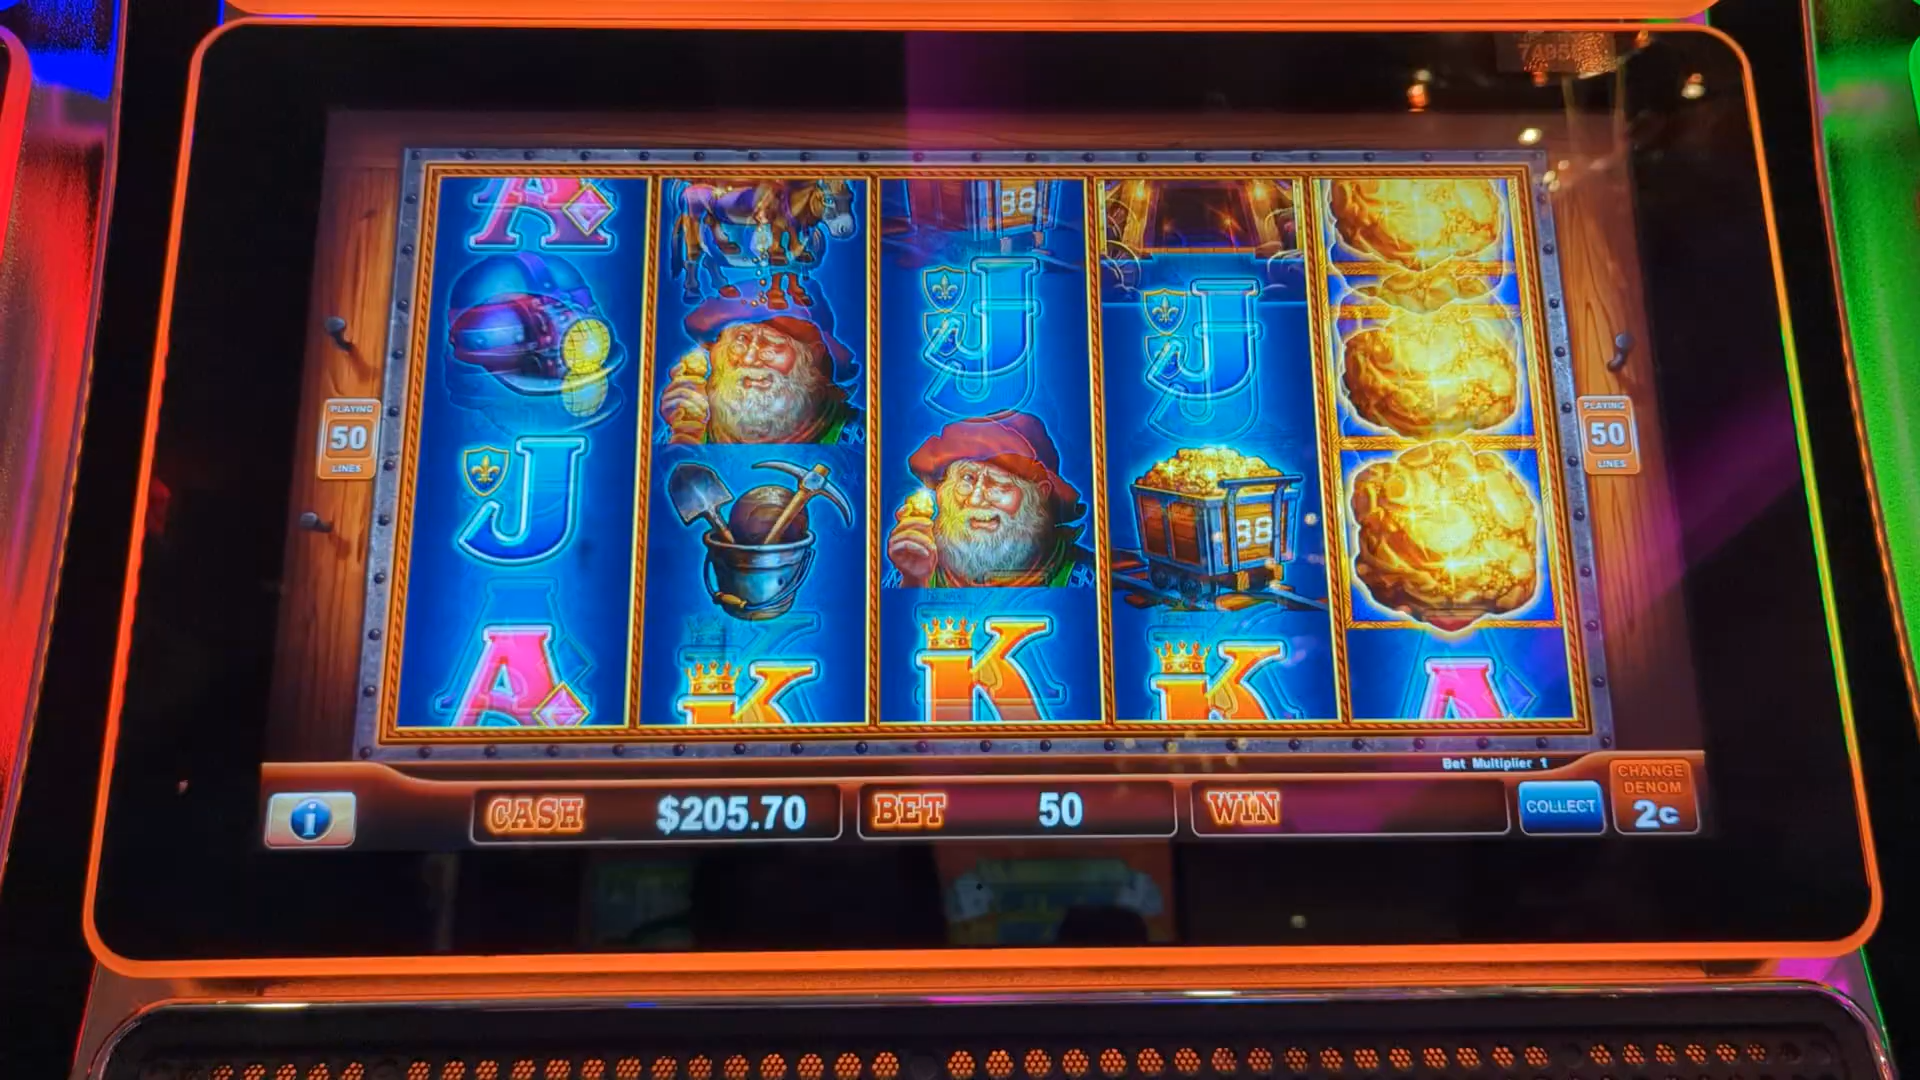 A
88
J
J
PLAYING
50
LINES
PLAYING
50
LINES
J
88
A
K
K
K
A
Bet Multiplier 1
CASH $205.70
BET 50
WIN
COLLECT
CHANGE
DENOM
2c